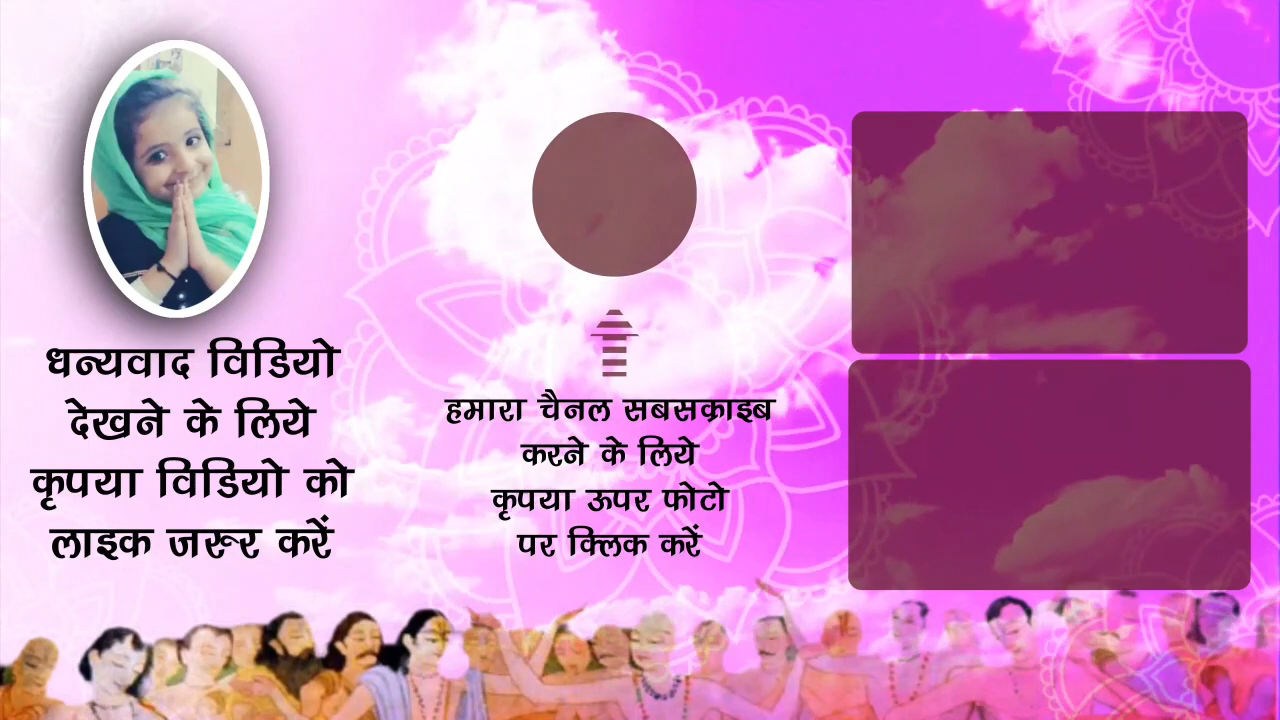 धन्यवाद विडियो
देखने के लिये
कृपया विडियो को
लाइक जरूर करें
हमारा चैनल सबसक्राइब
करने के लिये
कृपया ऊपर फोटो
पर क्लिक करें